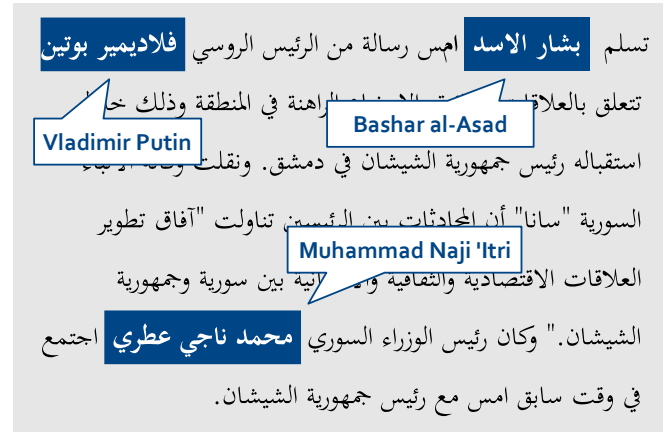 تسلم بشار الاسد امس رسالة من الرئيس الروسي فلاديمير بوتين
تتعلق بالعلاقات الراهنة في المنطقة وذلك
Bashar al-Asad
Vladimir Putin
استقباله رئيس جمهورية الشيشان في دمشق. ونقلت
السورية "سانا" أن المحادثات بين الرئيسين تناولت "آفاق تطوير
Muhammad Naji 'Itri
العلاقات الاقتصادية والثقافية بين سورية وجمهورية
الشيشان." وكان رئيس الوزراء السوري محمد ناجي عطري اجتمع
في وقت سابق امس مع رئيس جمهورية الشيشان.